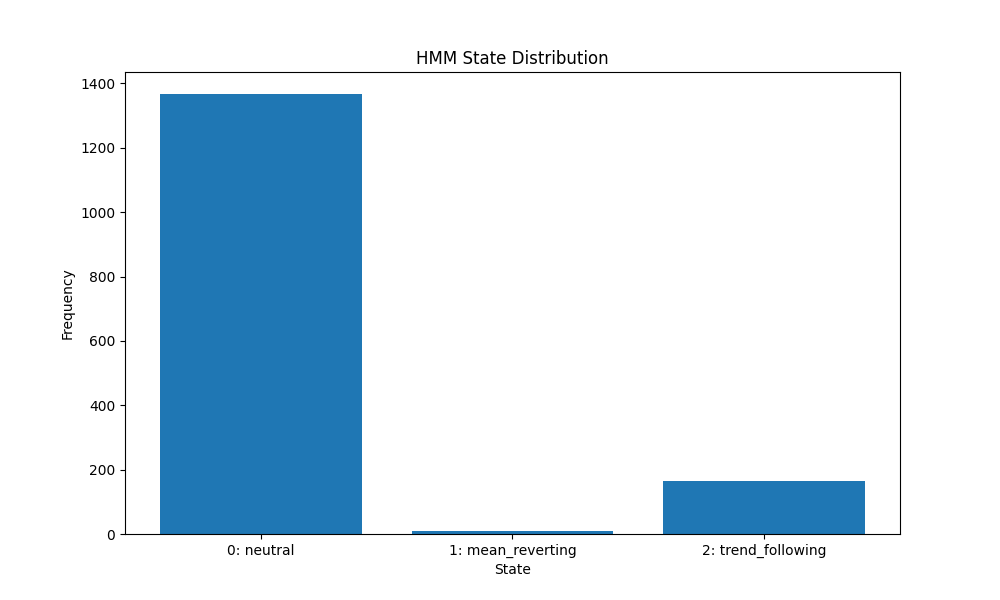 HMM State Distribution
1400
1200
1000
800
600
400
200
0
Frequency
0: neutral
1: mean_reverting
2: trend_following
State